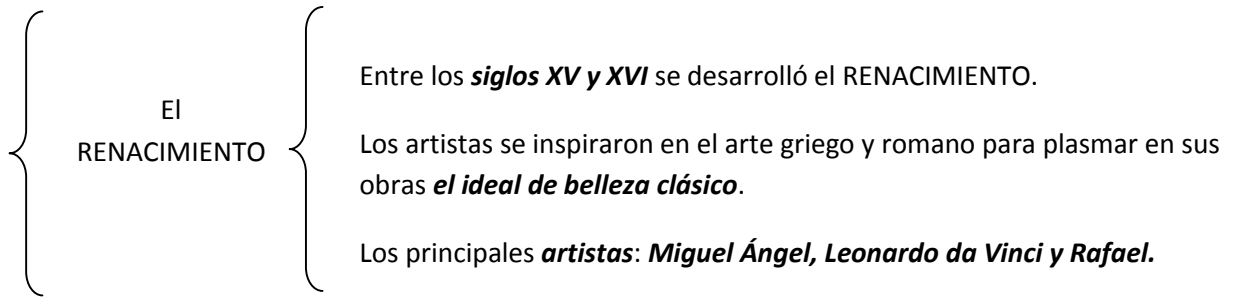 El
RENACIMIENTO
Entre los siglos XV y XVI se desarrolló el RENACIMIENTO.
Los artistas se inspiraron en el arte griego y romano para plasmar en sus
obras el ideal de belleza clásico.
Los principales artistas: Miguel Ángel, Leonardo da Vinci y Rafael.